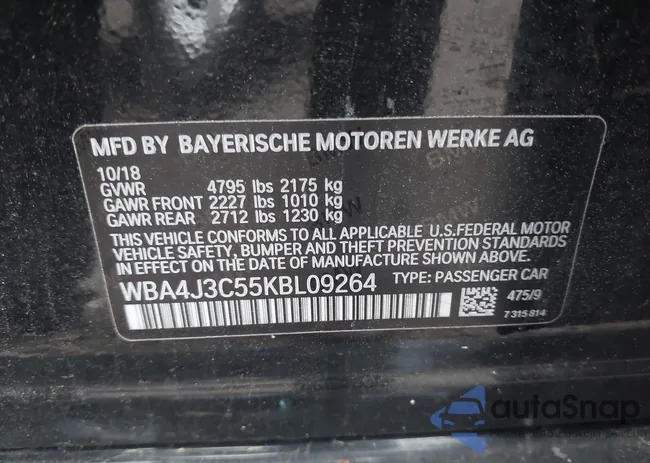 MFD BY BAYERISCHE MOTOREN WERKE AG
10/18
GVWR 4795 lbs 2175 kg
GAWR FRONT 2227 lbs 1010 kg
GAWR REAR 2712 lbs 1230 kg
THIS VEHICLE CONFORMS TO ALL APPLICABLE U.S.FEDERAL MOTOR
VEHICLE SAFETY, BUMPER AND THEFT PREVENTION STANDARDS
IN EFFECT ON THE DATE OF MANUFACTURE SHOWN ABOVE.
WBA4J3C55KBL09264 TYPE: PASSENGER CAR
475/9
7 315 814
autoSnap